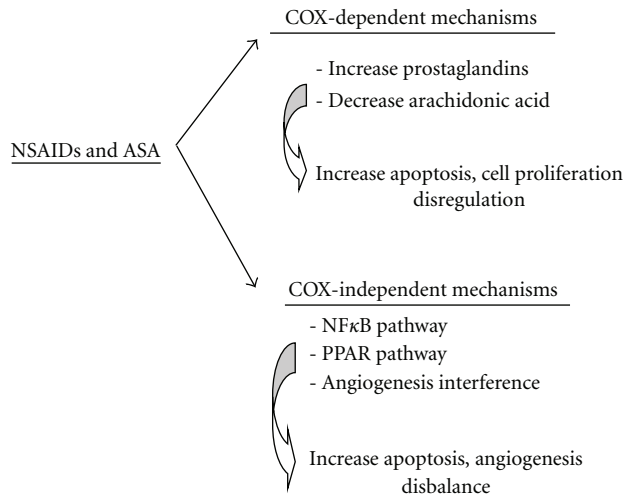 COX-dependent mechanisms
- Increase prostaglandins
- Decrease arachidonic acid
NSAIDs and ASA
Increase apoptosis, cell proliferation
disregulation
COX-independent mechanisms
- NFκB pathway
- PPAR pathway
- Angiogenesis interference
Increase apoptosis, angiogenesis
disbalance